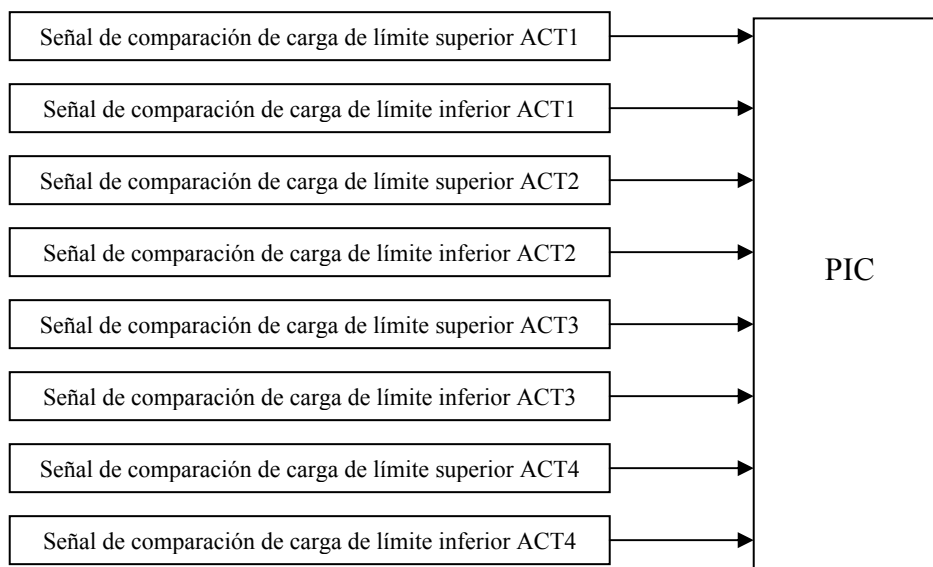 Señal de comparación de carga de límite superior ACT1
Señal de comparación de carga de límite inferior ACT1
Señal de comparación de carga de límite superior ACT2
Señal de comparación de carga de límite inferior ACT2
PIC
Señal de comparación de carga de límite superior ACT3
Señal de comparación de carga de límite inferior ACT3
Señal de comparación de carga de límite superior ACT4
Señal de comparación de carga de límite inferior ACT4